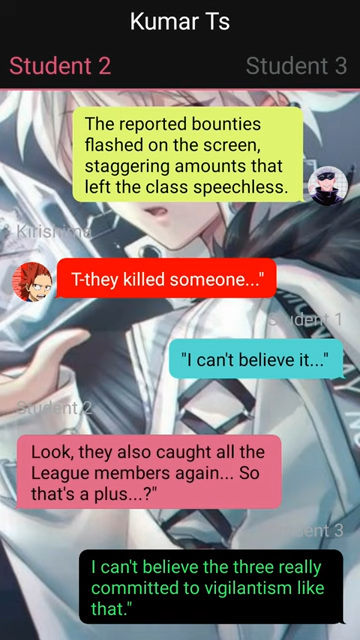 Kumar Ts
Student 2
Student 3
The reported bounties
flashed on the screen,
staggering amounts that
left the class speechless.
Kirishima
T-they killed someone..."
Student 1
"I can't believe it..."
Student 2
Look, they also caught all the
League members again... So
that's a plus...?"
Student 3
I can't believe the three really
committed to vigilantism like
that."